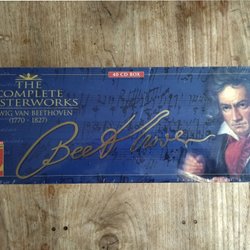 40 CD BOX
THE
COMPLETE
STERWORKS
WIG VAN BEETHOVEN
(1770 - 1827)
Beethoven